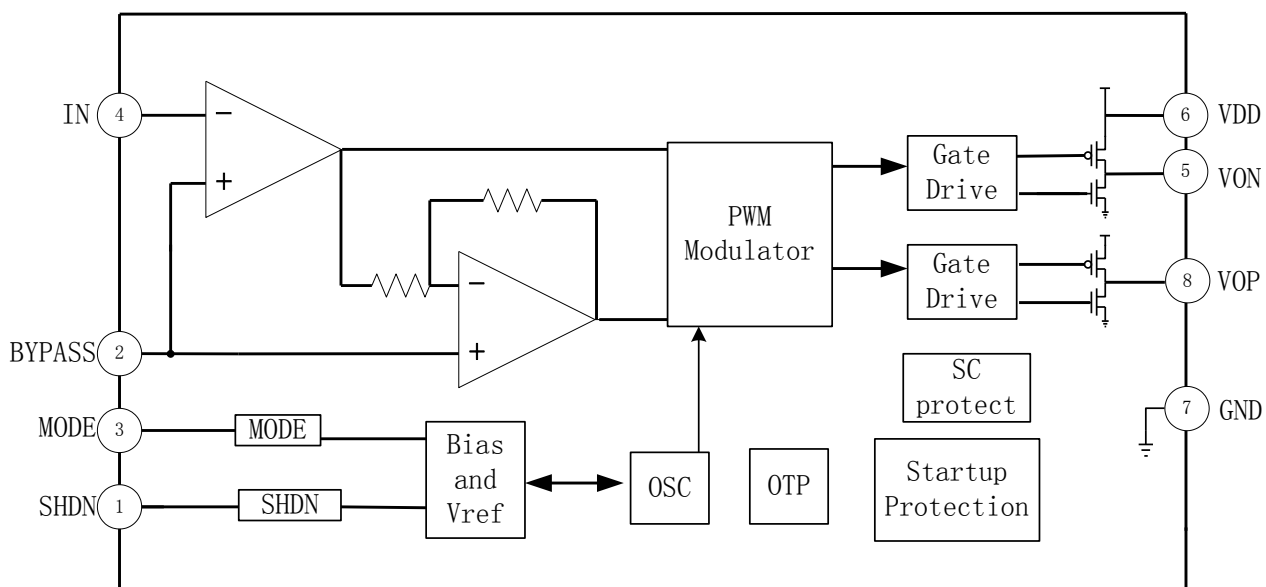 IN
4
−
+
−
+
PWM
Modulator
Gate
Drive
Gate
Drive
6
VDD
5
VON
8
VOP
BYPASS
2
MODE
3
MODE
SHDN
1
SHDN
Bias
and
Vref
OSC
OTP
SC
protect
Startup
Protection
7
GND